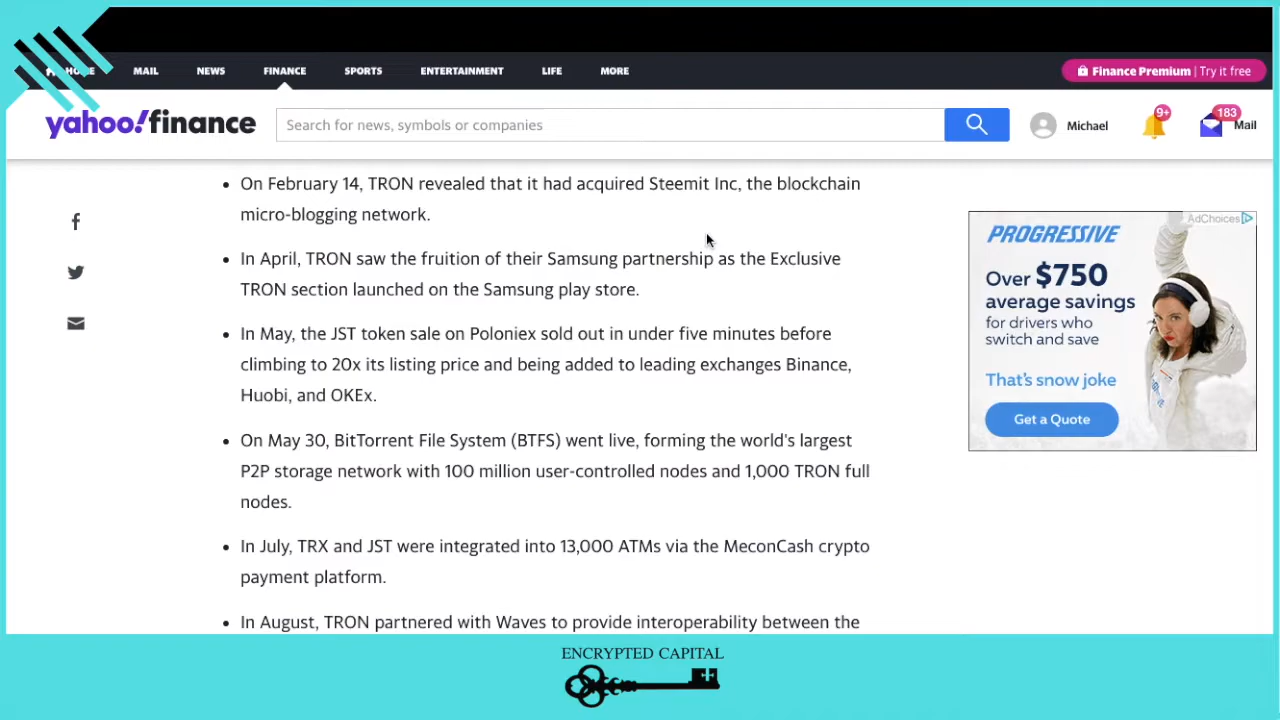 HOME MAIL NEWS FINANCE SPORTS ENTERTAINMENT LIFE MORE Finance Premium | Try it free
yahoo!finance Search for news, symbols or companies Michael 9+ 183 Mail
• On February 14, TRON revealed that it had acquired Steemit Inc, the blockchain
micro-blogging network.
• In April, TRON saw the fruition of their Samsung partnership as the Exclusive
TRON section launched on the Samsung play store.
• In May, the JST token sale on Poloniex sold out in under five minutes before
climbing to 20x its listing price and being added to leading exchanges Binance,
Huobi, and OKEx.
• On May 30, BitTorrent File System (BTFS) went live, forming the world's largest
P2P storage network with 100 million user-controlled nodes and 1,000 TRON full
nodes.
• In July, TRX and JST were integrated into 13,000 ATMs via the MeconCash crypto
payment platform.
• In August, TRON partnered with Waves to provide interoperability between the
AdChoices
PROGRESSIVE
Over $750
average savings
for drivers who
switch and save
That's snow joke
Get a Quote
ENCRYPTED CAPITAL